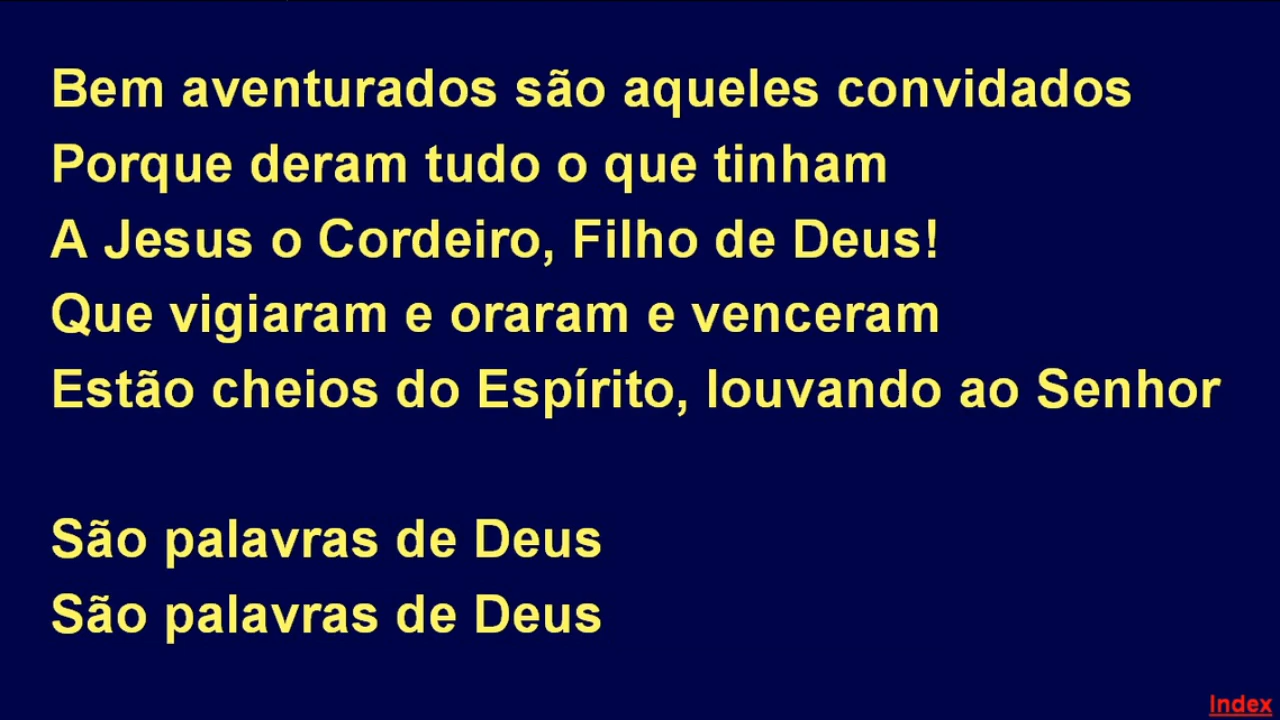 Bem aventurados são aqueles convidados
Porque deram tudo o que tinham
A Jesus o Cordeiro, Filho de Deus!
Que vigiaram e oraram e venceram
Estão cheios do Espírito, louvando ao Senhor
São palavras de Deus
São palavras de Deus
Index